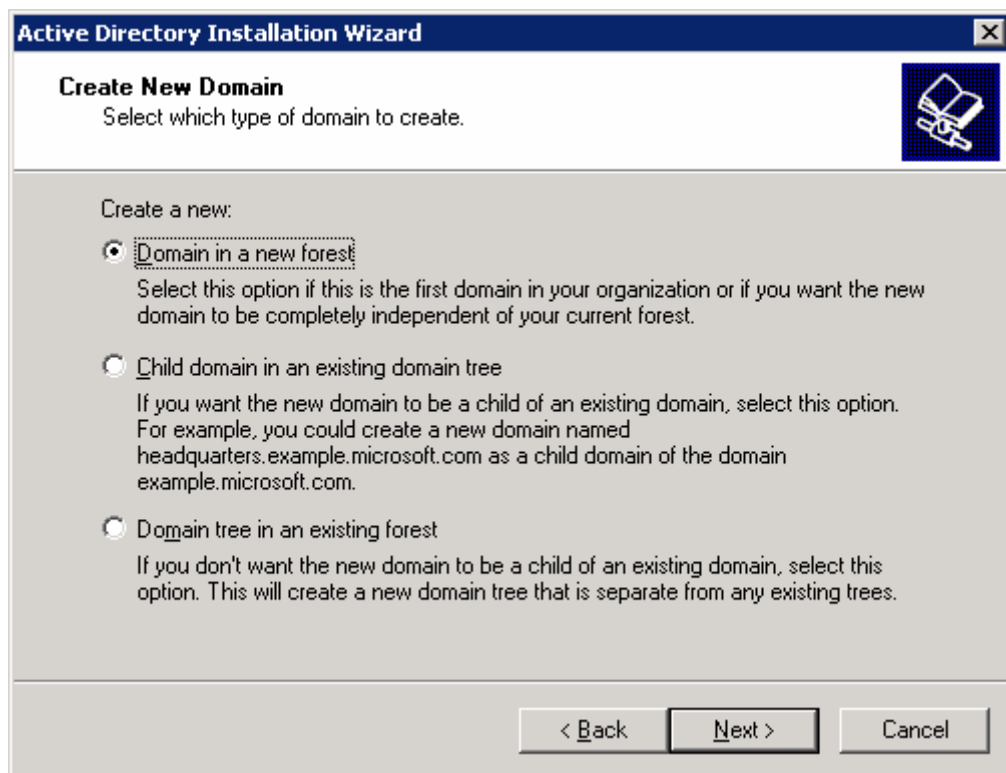 Active Directory Installation Wizard
Create New Domain
Select which type of domain to create.
Create a new:
Domain in a new forest
Select this option if this is the first domain in your organization or if you want the new
domain to be completely independent of your current forest.
Child domain in an existing domain tree
If you want the new domain to be a child of an existing domain, select this option.
For example, you could create a new domain named
headquarters.example.microsoft.com as a child domain of the domain
example.microsoft.com.
Domain tree in an existing forest
If you don't want the new domain to be a child of an existing domain, select this
option. This will create a new domain tree that is separate from any existing trees.
< Back Next > Cancel